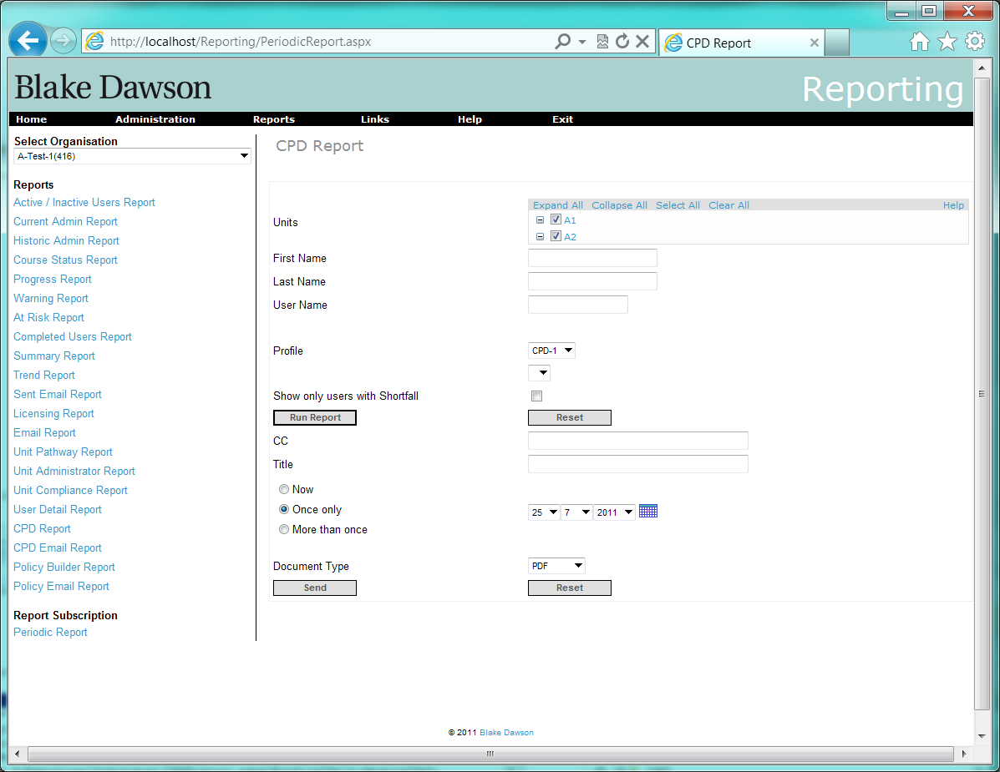 http://localhost/Reporting/PeriodicReport.aspx
CPD Report
Blake Dawson
Reporting
Home Administration Reports Links Help Exit
Select Organisation
A-Test-1(416)
Reports
Active / Inactive Users Report
Current Admin Report
Historic Admin Report
Course Status Report
Progress Report
Warning Report
At Risk Report
Completed Users Report
Summary Report
Trend Report
Sent Email Report
Licensing Report
Email Report
Unit Pathway Report
Unit Administrator Report
Unit Compliance Report
User Detail Report
CPD Report
CPD Email Report
Policy Builder Report
Policy Email Report
Report Subscription
Periodic Report
CPD Report
Expand All Collapse All Select All Clear All Help
Units
A1
A2
First Name
Last Name
User Name
Profile CPD-1
Show only users with Shortfall
Run Report Reset
CC
Title
Now
Once only 25 7 2011
More than once
Document Type PDF
Send Reset
© 2011 Blake Dawson